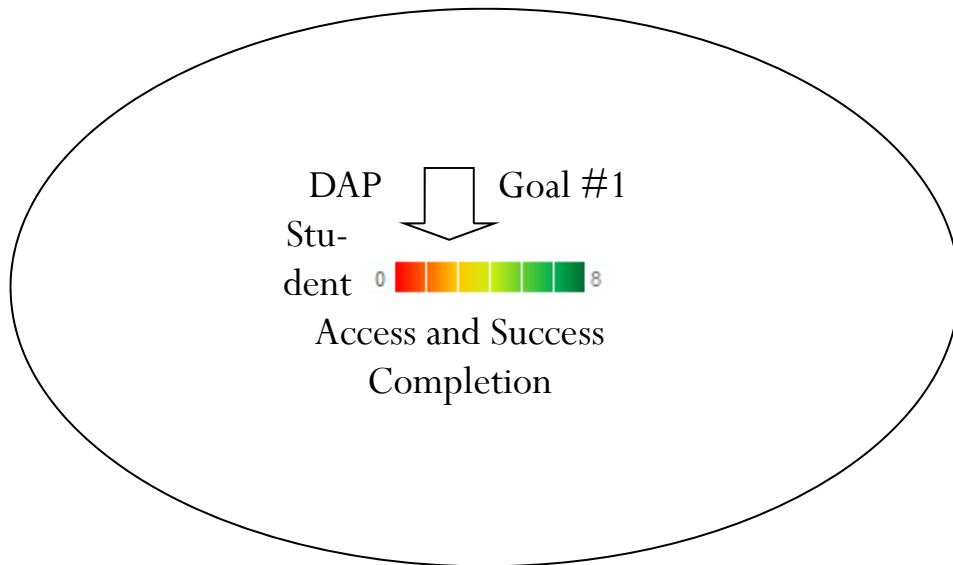 DAP Goal #1
Stu-
dent 0 8
Access and Success
Completion